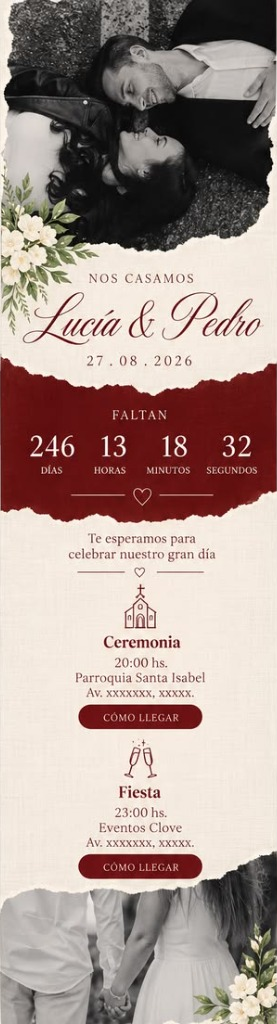 NOS CASAMOS
Lucía & Pedro
27.08.2026
FALTAN
246 13 18 32
DÍAS HORAS MINUTOS SEGUNDOS
Te esperamos para
celebrar nuestro gran día
Ceremonia
20:00 hs.
Parroquia Santa Isabel
Av. xxxxxxx, xxxxx.
CÓMO LLEGAR
Fiesta
23:00 hs.
Eventos Clove
Av. xxxxxxx, xxxxx.
CÓMO LLEGAR